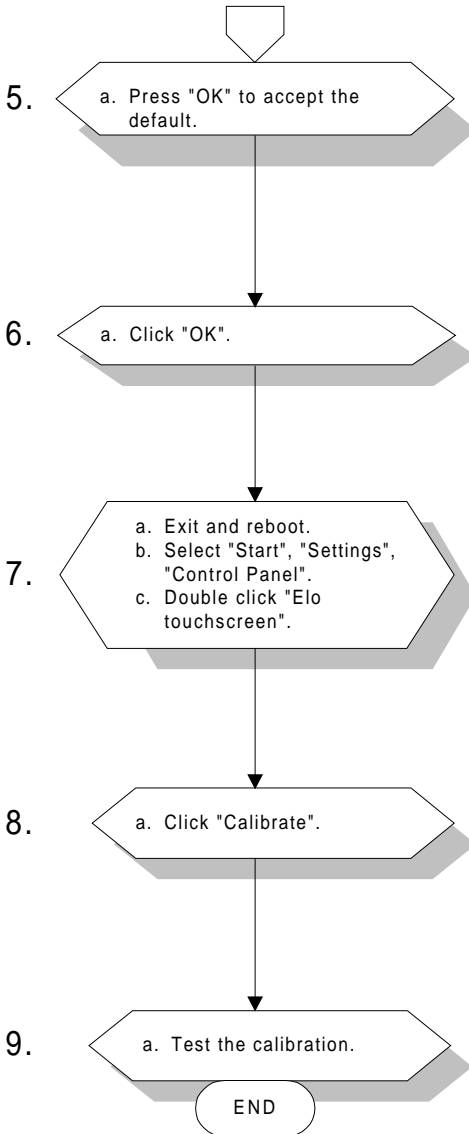 5.
a. Press "OK" to accept the
default.
6.
a. Click "OK".
7.
a. Exit and reboot.
b. Select "Start", "Settings",
"Control Panel".
c. Double click "Elo
touchscreen".
8.
a. Click "Calibrate".
9.
a. Test the calibration.
END